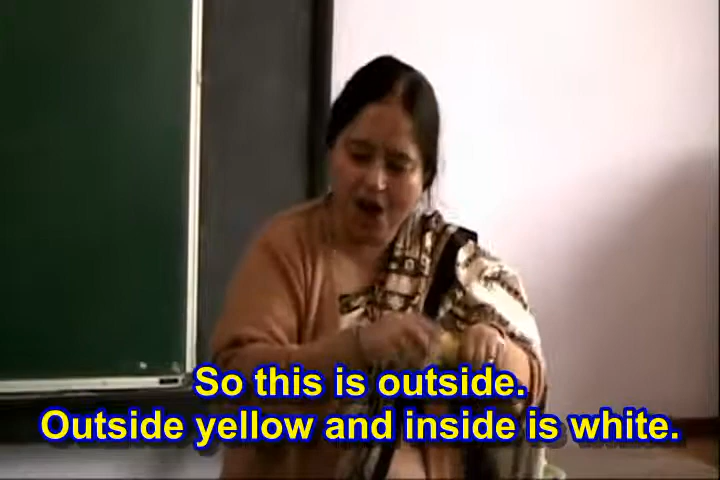 So this is outside.
Outside yellow and inside is white.